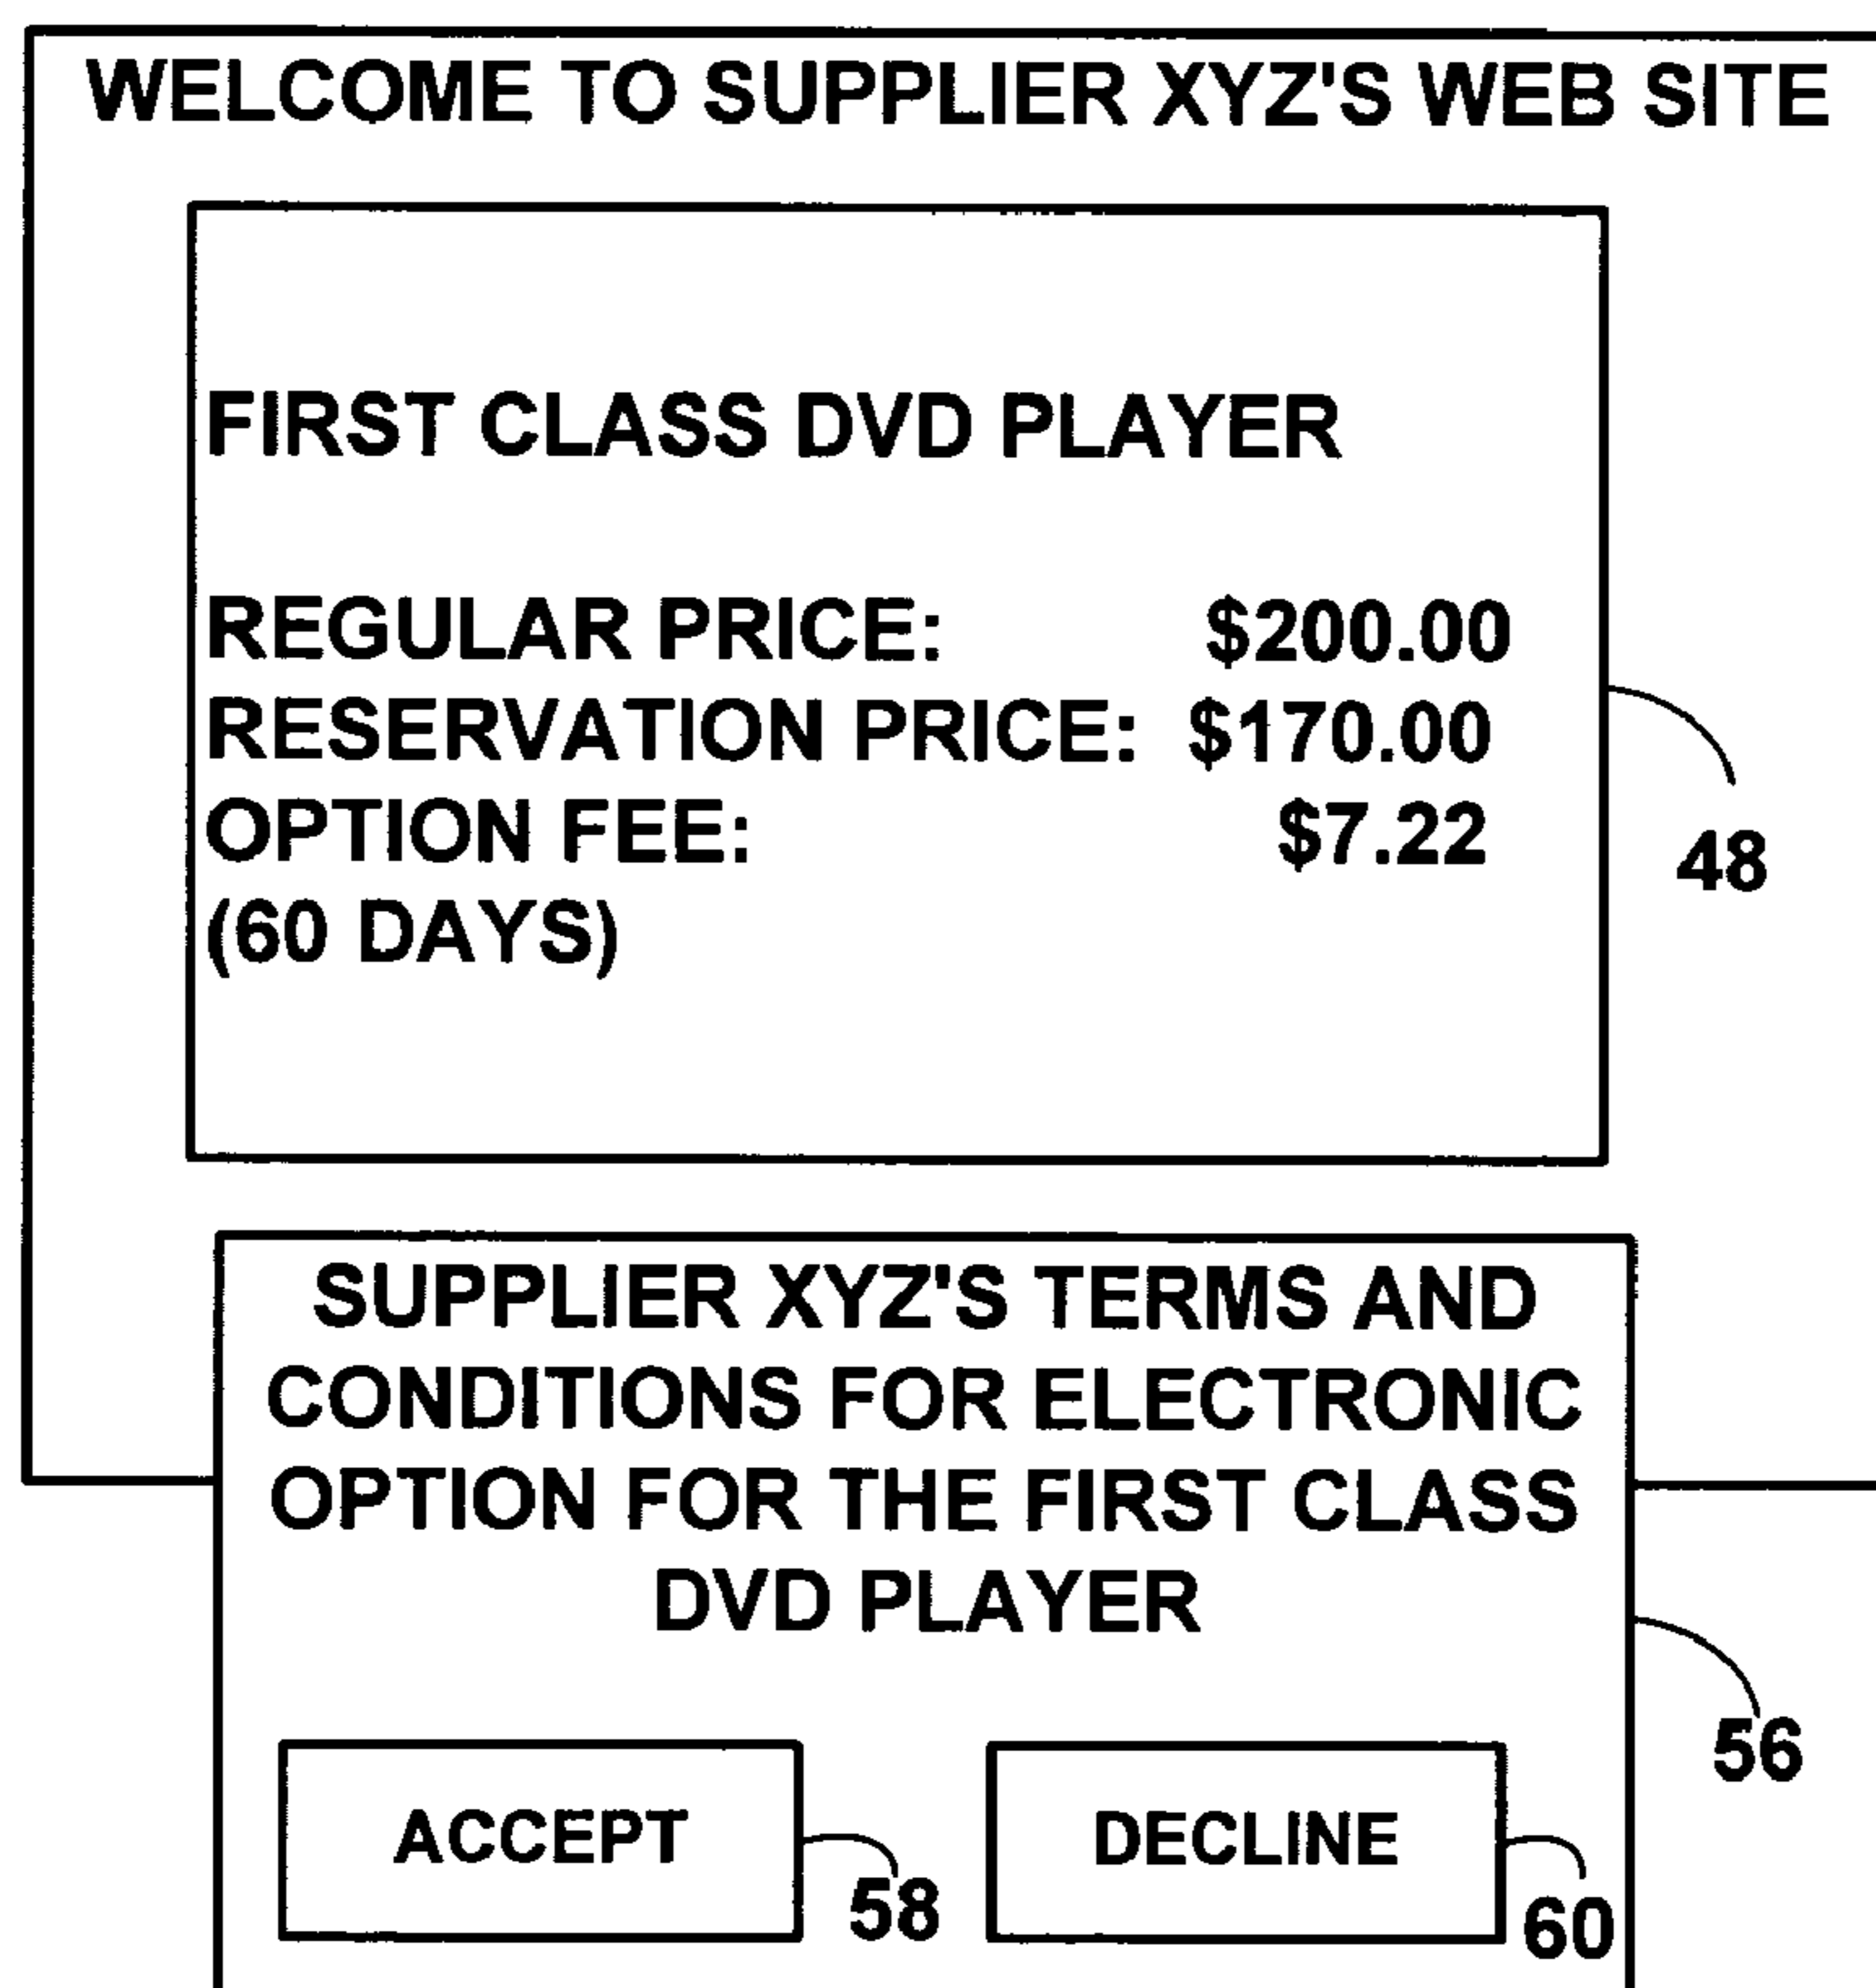 WELCOME TO SUPPLIER XYZ'S WEB SITE
FIRST CLASS DVD PLAYER
REGULAR PRICE: $200.00
RESERVATION PRICE: $170.00
OPTION FEE: $7.22
(60 DAYS)
48
SUPPLIER XYZ'S TERMS AND
CONDITIONS FOR ELECTRONIC
OPTION FOR THE FIRST CLASS
DVD PLAYER
56
ACCEPT
58
DECLINE
60